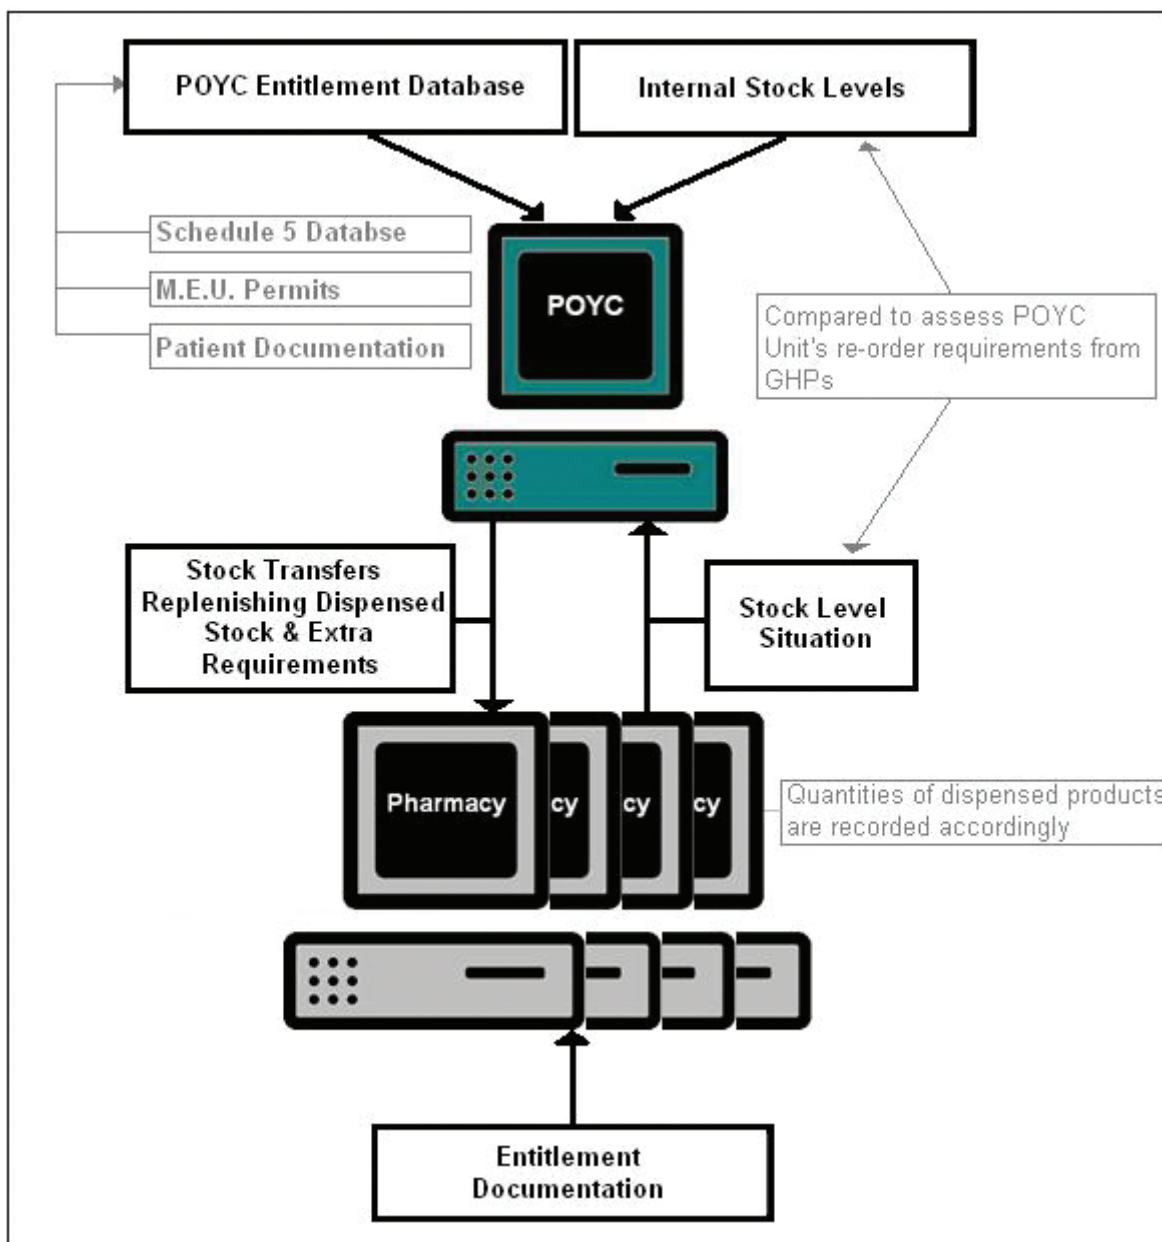 POYC Entitlement Database
Internal Stock Levels
Schedule 5 Databse
M.E.U. Permits
Patient Documentation
POYC
Compared to assess POYC
Unit's re-order requirements from
GHPs
Stock Transfers
Replenishing Dispensed
Stock & Extra
Requirements
Stock Level
Situation
Pharmacy
cy
cy
cy
Quantities of dispensed products
are recorded accordingly
Entitlement
Documentation